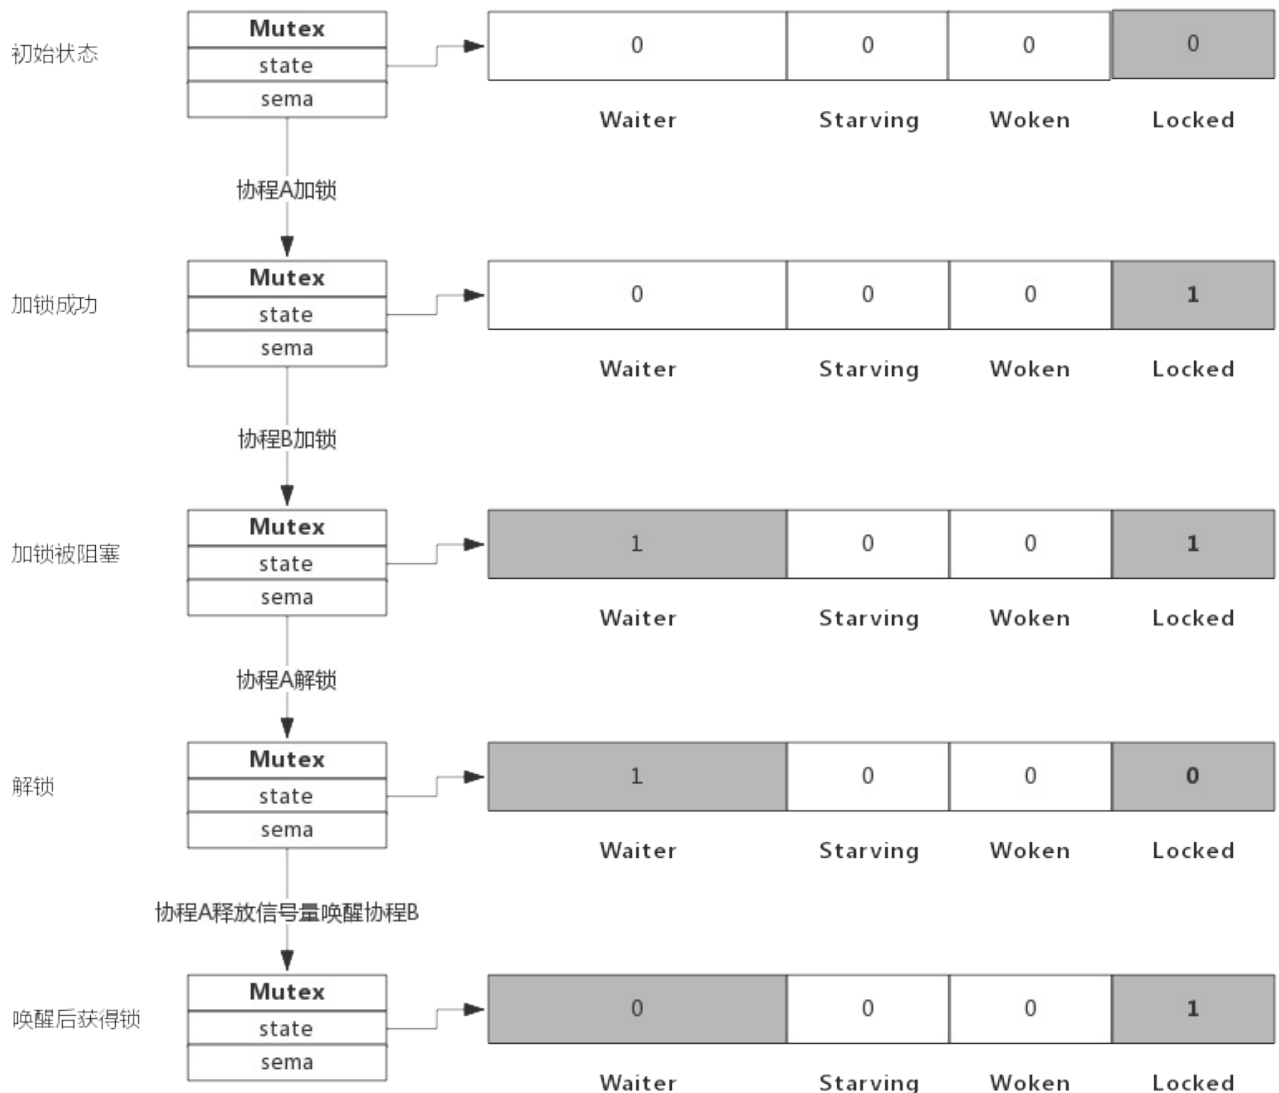 Mutex
初始状态
state
0
0
0
0
sema
Waiter
Starving
Woken
Locked
协程A加锁
Mutex
加锁成功
state
0
0
0
1
sema
Waiter
Starving
Woken
Locked
协程B加锁
Mutex
加锁被阻塞
state
1
0
0
1
sema
Waiter
Starving
Woken
Locked
协程A解锁
Mutex
解锁
state
1
0
0
0
sema
Waiter
Starving
Woken
Locked
协程A释放信号量唤醒协程B
Mutex
唤醒后获得锁
state
0
0
0
1
sema
Waiter
Starving
Woken
Locked